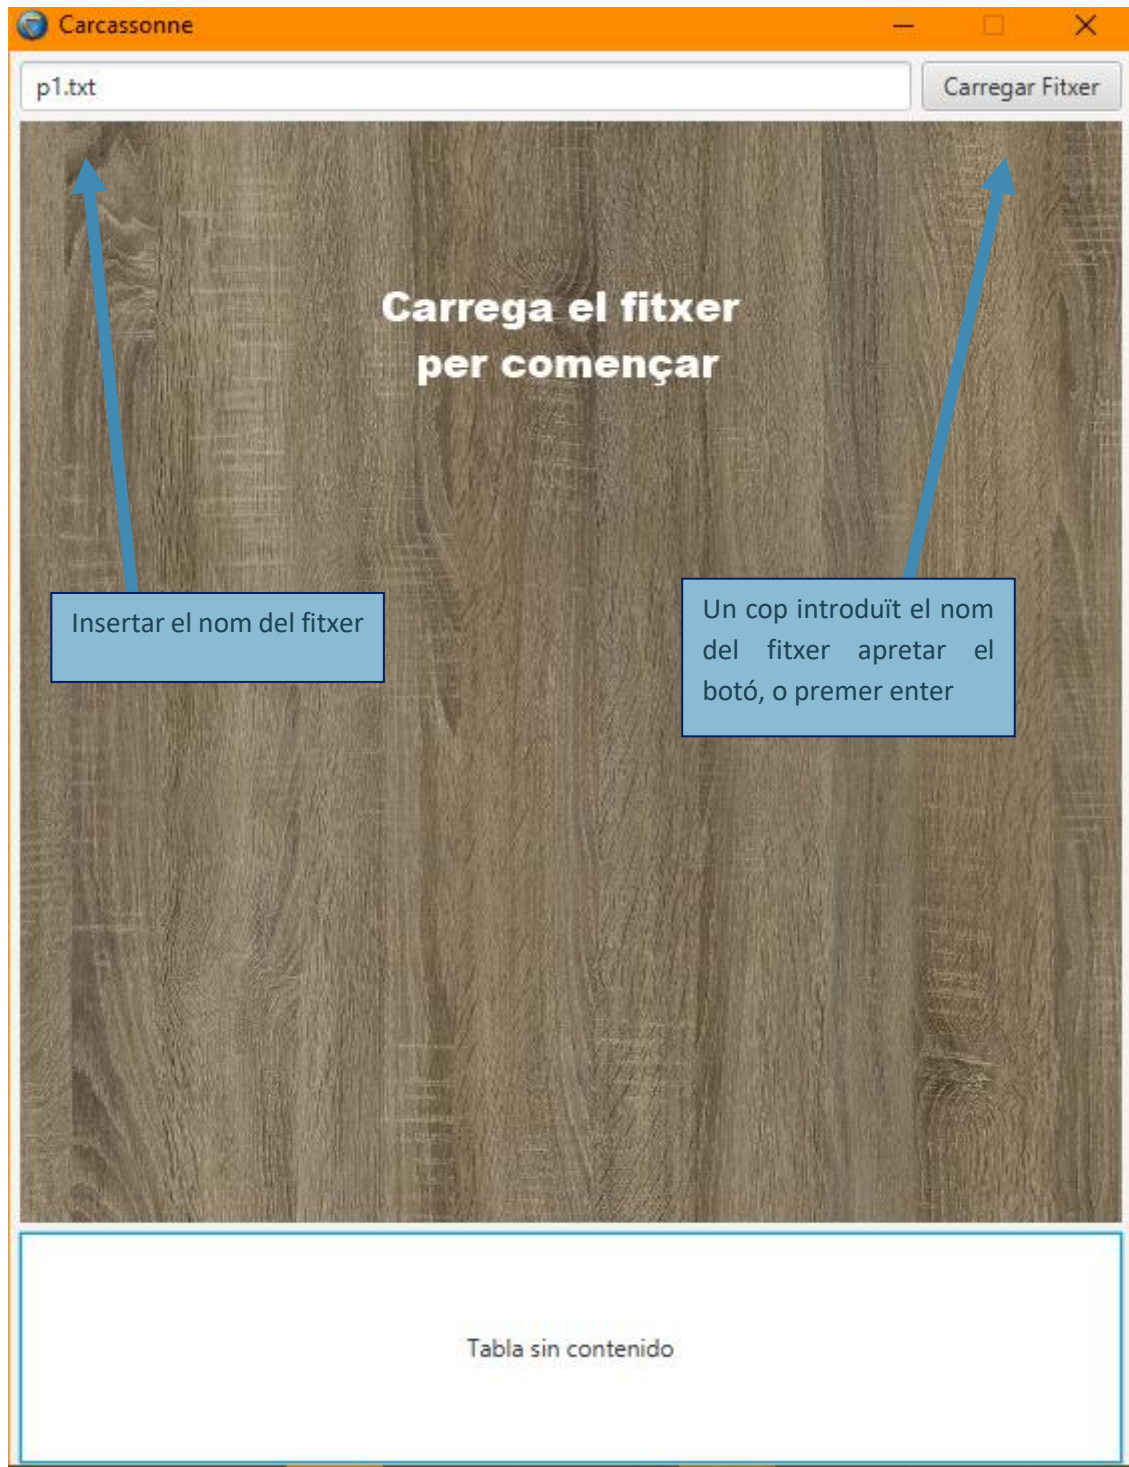 Carcassonne
p1.txt
Carregar Fitxer
Carrega el fitxer
per començar
Insertar el nom del fitxer
Un cop introduït el nom
del fitxer apretar el
botó, o premer enter
Tabla sin contenido